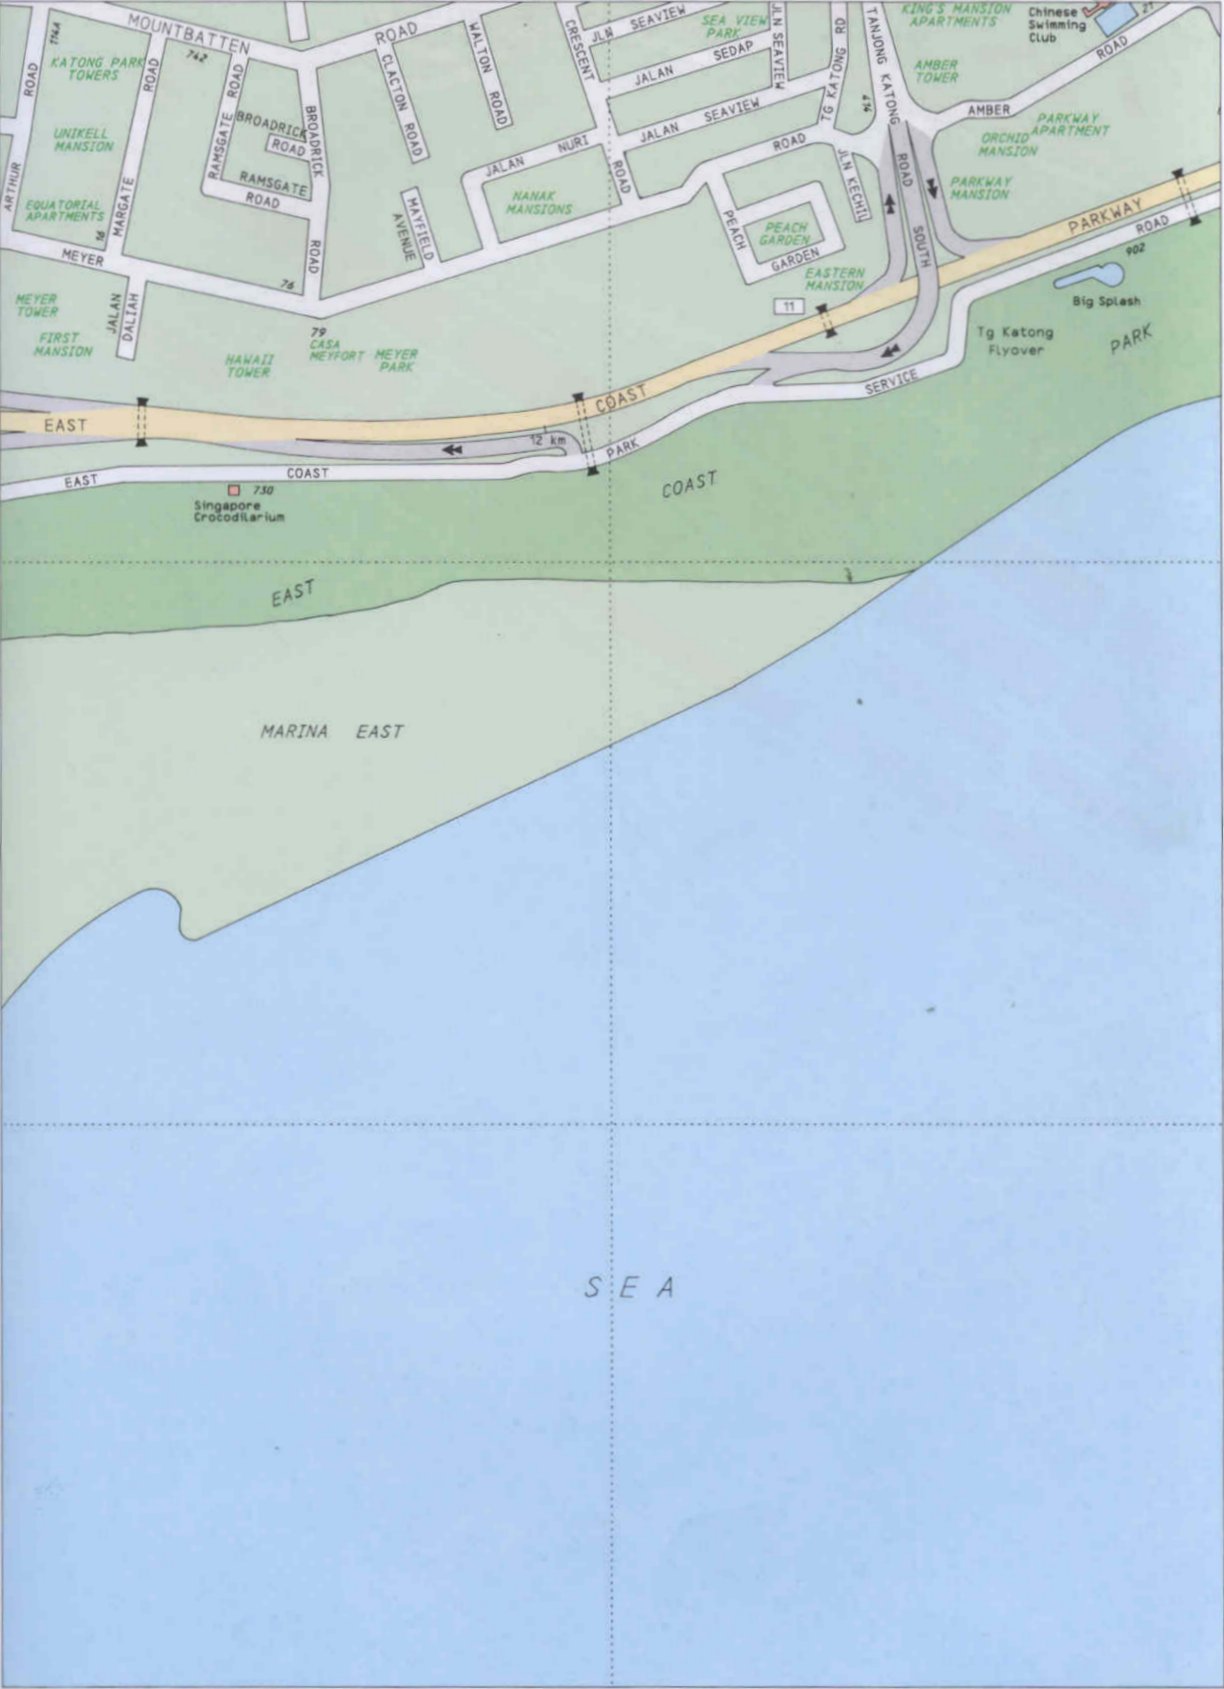 MOUNTBATTEN
ROAD
1141A
742
KATONG PARK
TOWERS
ROAD
ROAD
ROAD
RAMSGATE
BROADRICK
ROAD
BROADRICK
RAMSGATE
ROAD
ROAD
UNIKELL
MANSION
ARTHUR
EQUATORIAL
APARTMENTS
MARGATE
16
MEYER
76
CLACTON ROAD
WALTON ROAD
CRESCENT
JLN SEAVIEW
SEA VIEW
PARK
JLN SEAVIEW
JALAN SEDAP
JALAN SEAVIEW
JALAN NURI
ROAD
ROAD
TG KATONG RD
TANJONG KATONG
416
ROAD
SOUTH
KING'S MANSION
APARTMENTS
Chinese
Swimming
Club
21
AMBER
TOWER
AMBER
ROAD
PARKWAY
APARTMENT
ORCHID
MANSION
PARKWAY
MANSION
JLN KECHIL
PEACH
GARDEN
PEACH
GARDEN
NANAK
MANSIONS
MAYFIELD
AVENUE
EASTERN
MANSION
11
PARKWAY
ROAD
902
Big Splash
Tg Katong
Flyover
PARK
MEYER
TOWER
FIRST
MANSION
JALAN
DALIAH
HAWAII
TOWER
79
CASA
MEYFORT
MEYER
PARK
EAST
COAST
12 km
SERVICE
PARK
EAST
COAST
730
Singapore
Crocodilarium
COAST
EAST
MARINA EAST
SEA